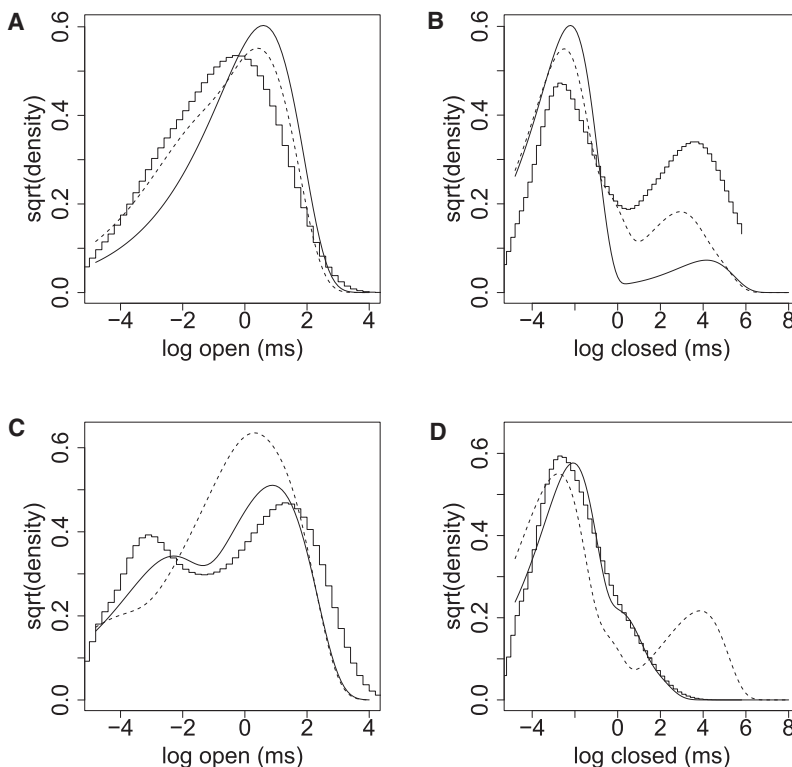 A
sqrt(density)
0.0 0.2 0.4 0.6
−4 −2 0 2 4
log open (ms)
B
sqrt(density)
0.0 0.2 0.4 0.6
−4 0 2 4 6 8
log closed (ms)
C
sqrt(density)
0.0 0.2 0.4 0.6
−4 −2 0 2 4
log open (ms)
D
sqrt(density)
0.0 0.2 0.4 0.6
−4 0 2 4 6 8
log closed (ms)